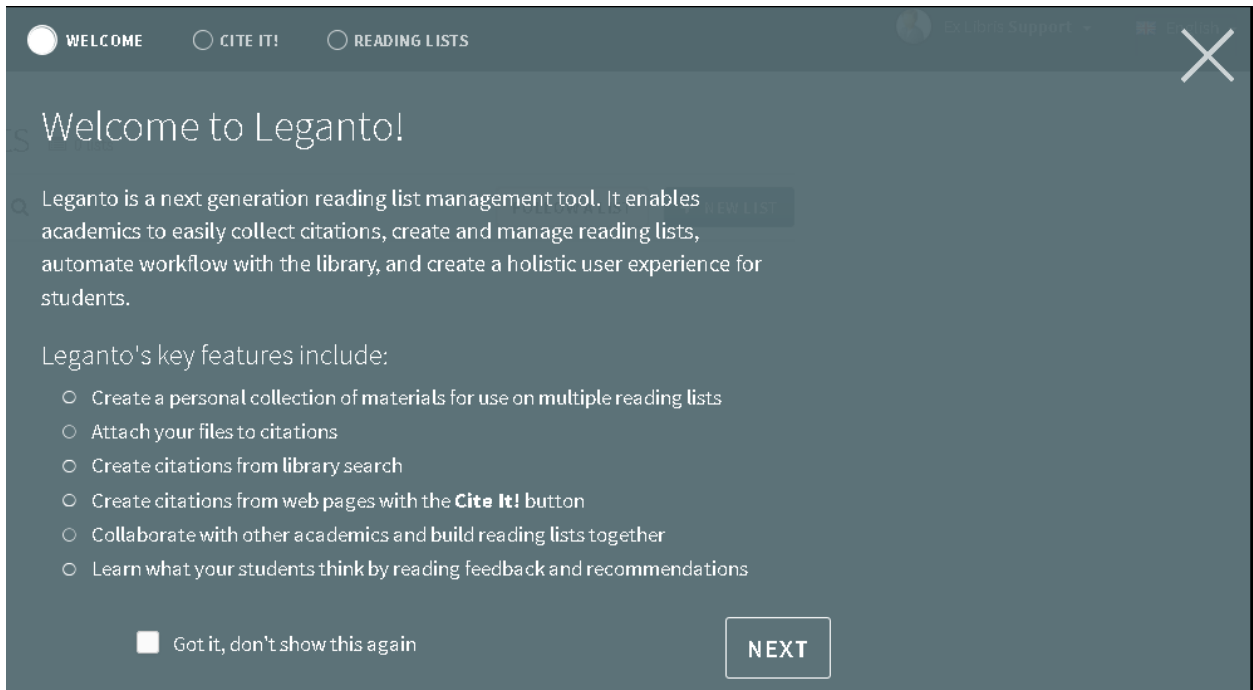 WELCOME CITE IT! READING LISTS
Support
Welcome to Leganto!
Leganto is a next generation reading list management tool. It enables
NEW LIST
academics to easily collect citations, create and manage reading lists,
automate workflow with the library, and create a holistic user experience for
students.
Leganto's key features include:
Create a personal collection of materials for use on multiple reading lists
Attach your files to citations
Create citations from library search
Create citations from web pages with the Cite It! button
Collaborate with other academics and build reading lists together
Learn what your students think by reading feedback and recommendations
Got it, don't show this again
NEXT